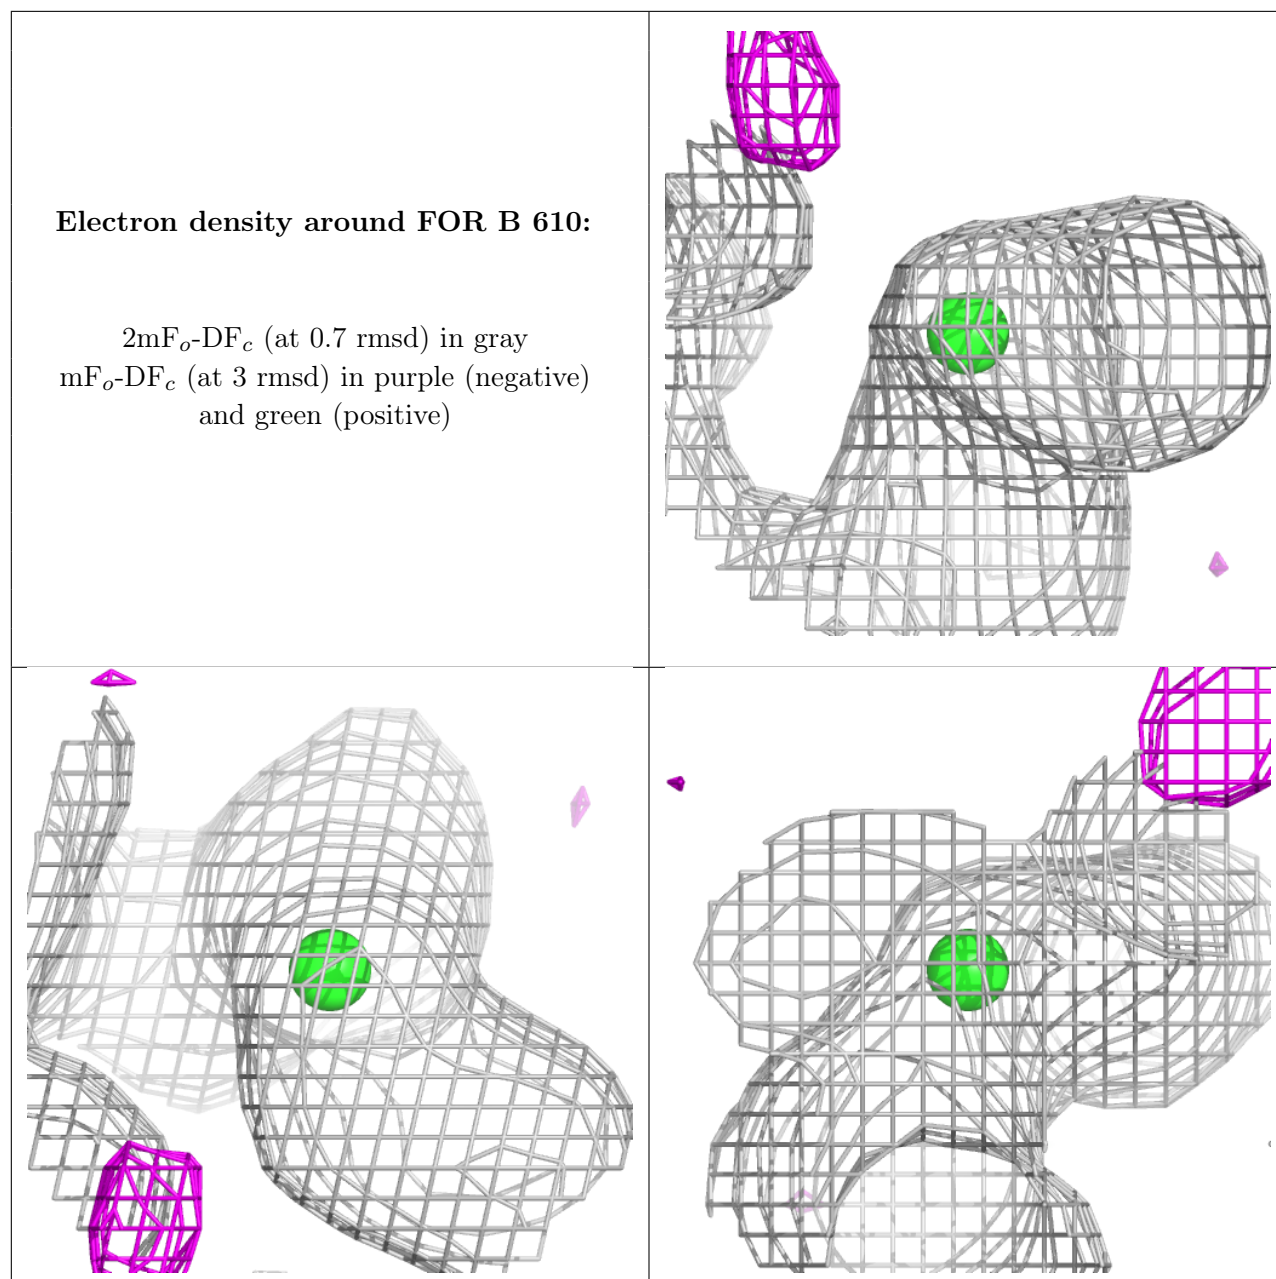 Electron density around FOR B 610:
2mFo-DFc (at 0.7 rmsd) in gray
mFo-DFc (at 3 rmsd) in purple (negative)
and green (positive)